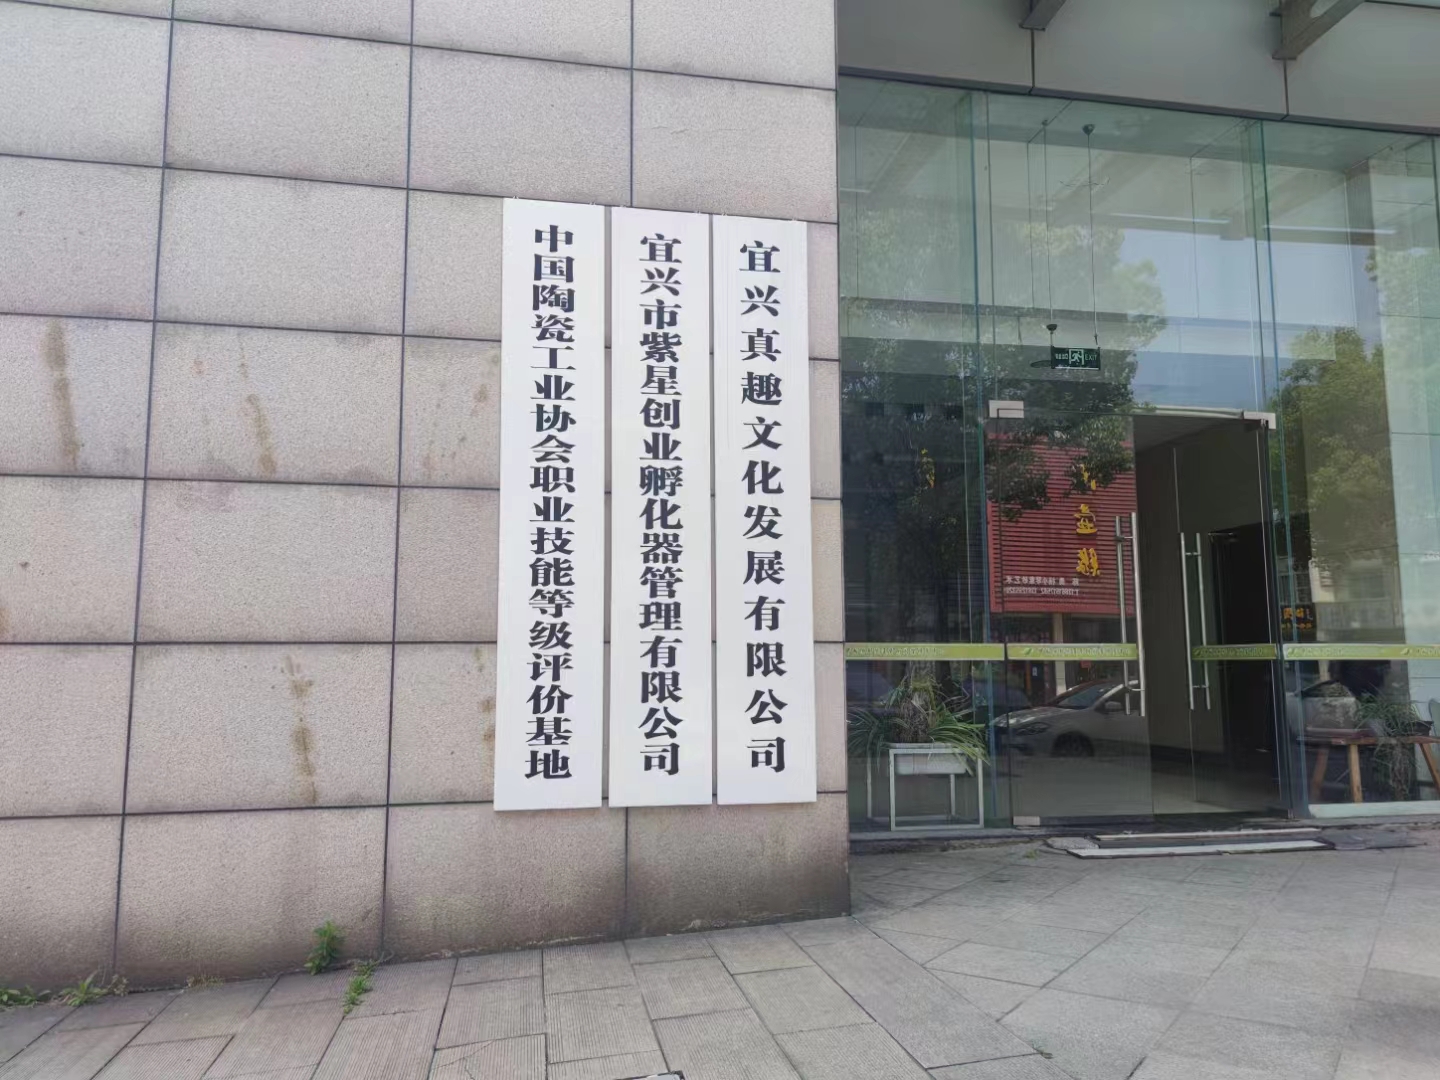 中国陶瓷工业协会职业技能等级评价基地
宜兴市紫星创业孵化器管理有限公司
宜兴真趣文化发展有限公司
EXIT